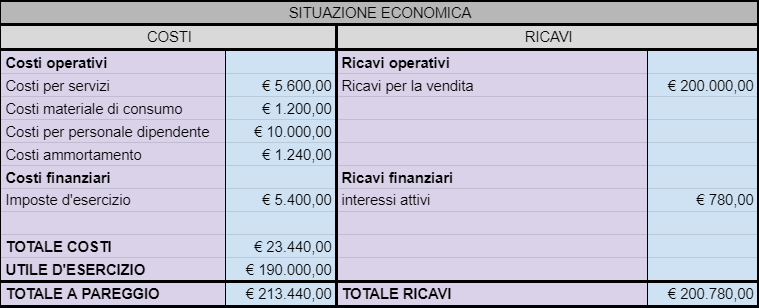 SITUAZIONE ECONOMICA
COSTI RICAVI
Costi operativi Ricavi operativi
Costi per servizi € 5.600,00 Ricavi per la vendita € 200.000,00
Costi materiale di consumo € 1.200,00
Costi per personale dipendente € 10.000,00
Costi ammortamento € 1.240,00
Costi finanziari Ricavi finanziari
Imposte d'esercizio € 5.400,00 interessi attivi € 780,00
TOTALE COSTI € 23.440,00
UTILE D'ESERCIZIO € 190.000,00
TOTALE A PAREGGIO € 213.440,00 TOTALE RICAVI € 200.780,00